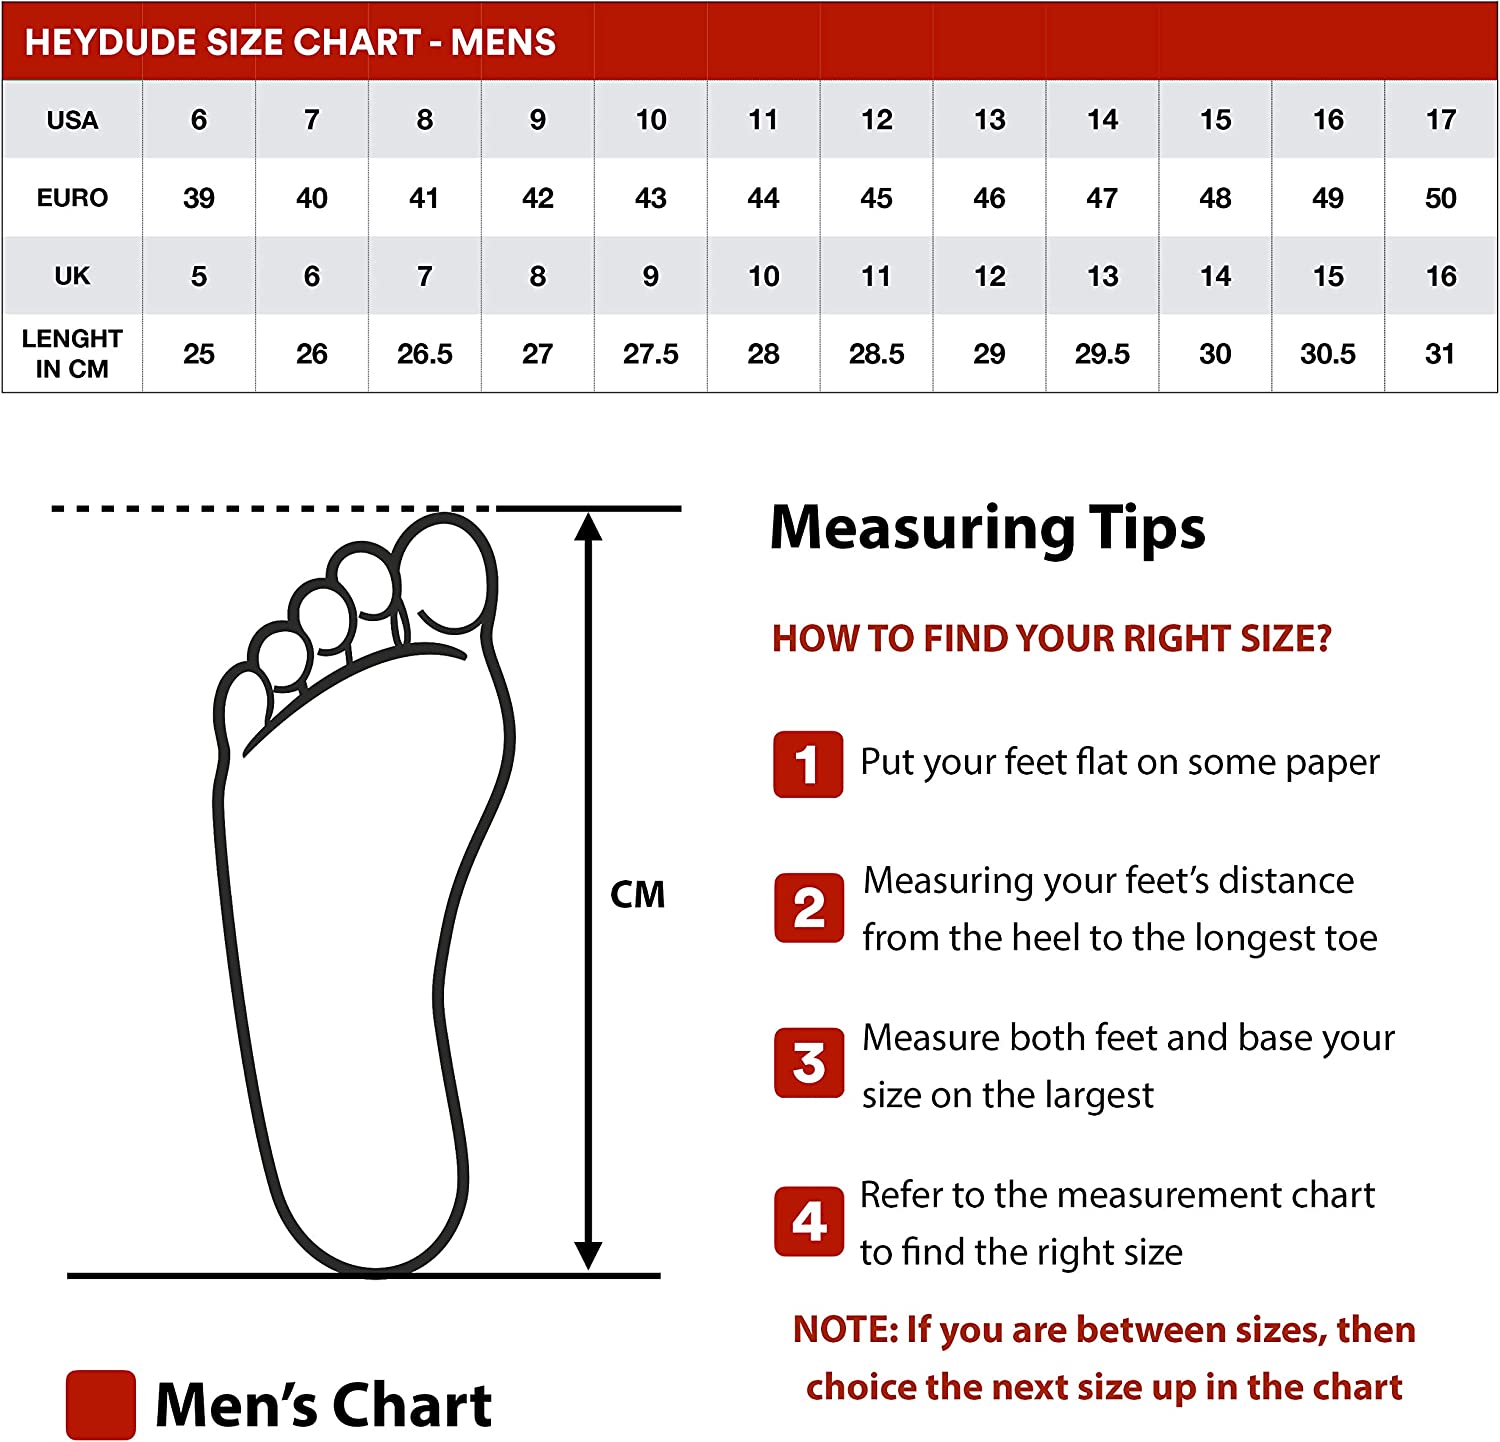 HEYDUDE SIZE CHART - MENS
USA 6 7 8 9 10 11 12 13 14 15 16 17
EURO 39 40 41 42 43 44 45 46 47 48 49 50
UK 5 6 7 8 9 10 11 12 13 14 15 16
LENGHT
IN CM 25 26 26.5 27 27.5 28 28.5 29 29.5 30 30.5 31
CM
Measuring Tips
HOW TO FIND YOUR RIGHT SIZE?
1 Put your feet flat on some paper
2 Measuring your feet’s distance
from the heel to the longest toe
3 Measure both feet and base your
size on the largest
4 Refer to the measurement chart
to find the right size
NOTE: If you are between sizes, then
choice the next size up in the chart
Men’s Chart